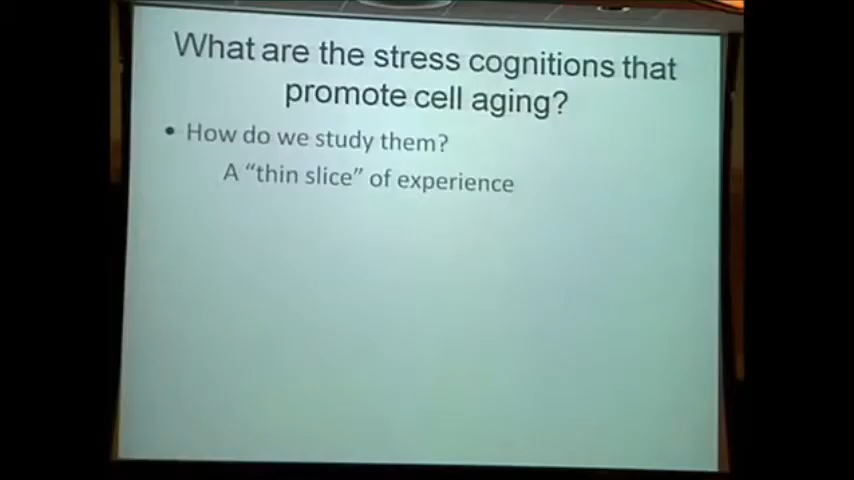 What are the stress cognitions that
promote cell aging?
• How do we study them?
A “thin slice” of experience